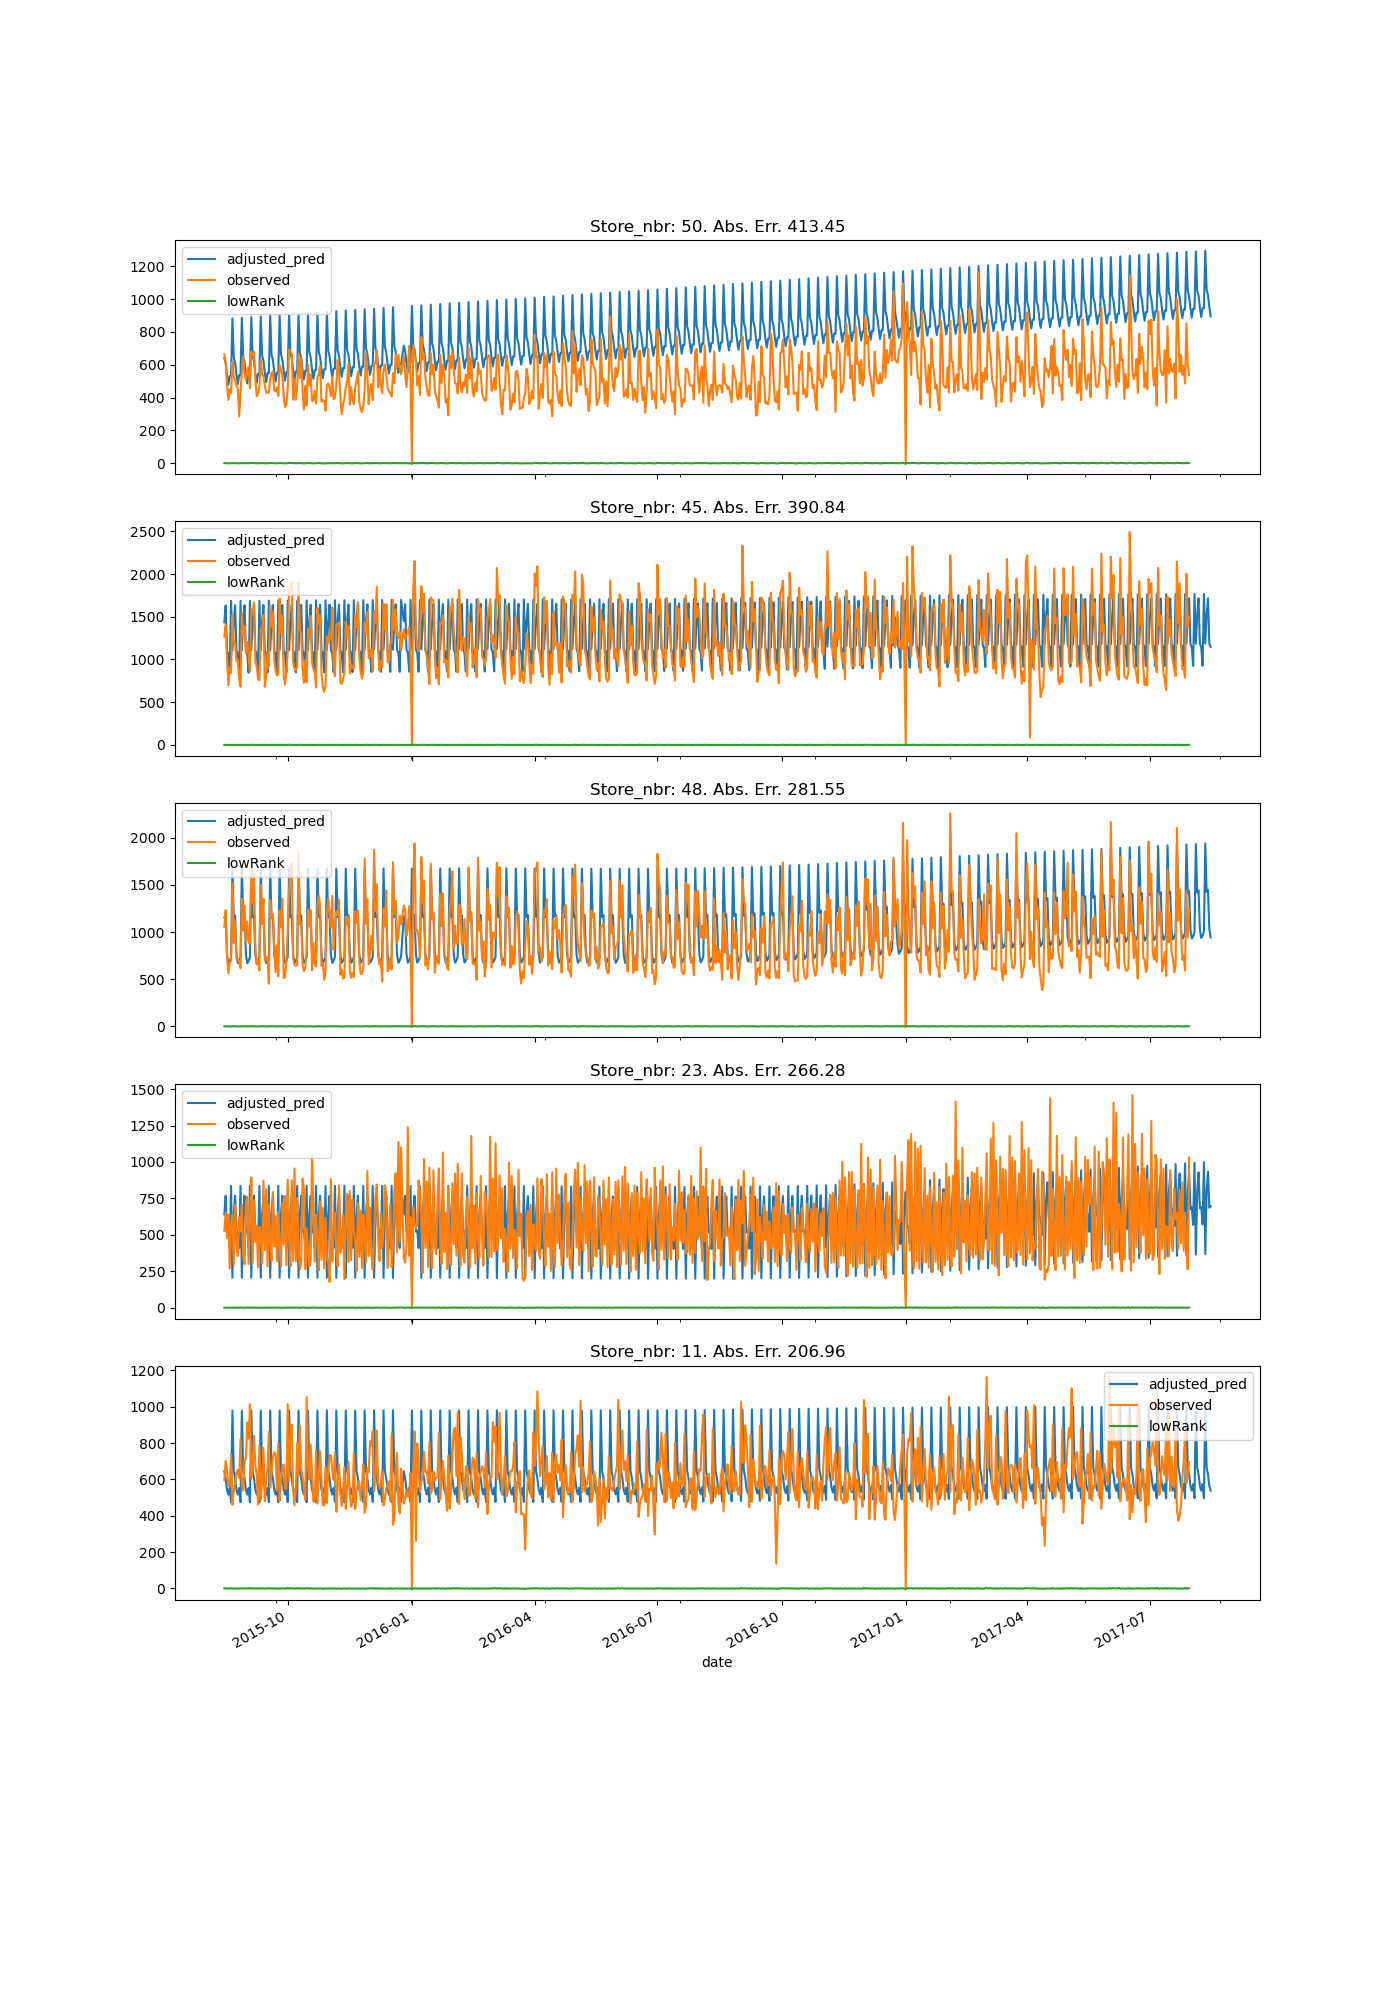 Store_nbr: 50. Abs. Err. 413.45
adjusted_pred
observed
lowRank
1200
1000
800
600
400
200
0
Store_nbr: 45. Abs. Err. 390.84
adjusted_pred
observed
lowRank
2500
2000
1500
1000
500
0
Store_nbr: 48. Abs. Err. 281.55
adjusted_pred
observed
lowRank
2000
1500
1000
500
0
Store_nbr: 23. Abs. Err. 266.28
adjusted_pred
observed
lowRank
1500
1250
1000
750
500
250
0
Store_nbr: 11. Abs. Err. 206.96
adjusted_pred
observed
lowRank
1200
1000
800
600
400
200
0
2015-10
2016-01
2016-04
2016-07
2016-10
2017-01
2017-04
2017-07
date